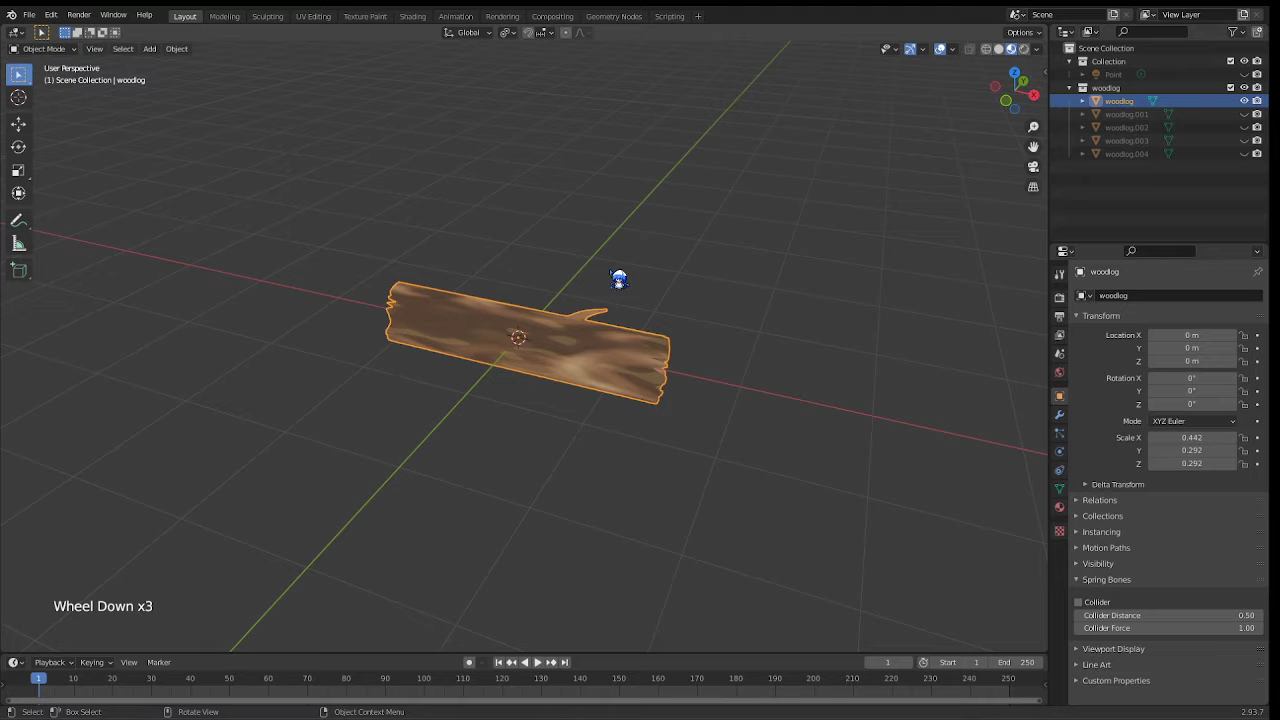 File Edit Render Window Help Layout Modeling Sculpting UV Editing Texture Paint Shading Animation Rendering Compositing Geometry Nodes Scripting + Scene View Layer
Global Options
Object Mode View Select Add Object
User Perspective
(1) Scene Collection | woodlog
Scene Collection
Collection
Point
woodlog
woodlog
woodlog.001
woodlog.002
woodlog.003
woodlog.004
Z
Y
X
woodlog
woodlog
Transform
Location X 0 m
Y 0 m
Z 0 m
Rotation X 0°
Y 0°
Z 0°
Mode XYZ Euler
Scale X 0.442
Y 0.292
Z 0.292
Delta Transform
Relations
Collections
Instancing
Motion Paths
Visibility
Spring Bones
Collider
Collider Distance 0.50
Collider Force 1.00
Viewport Display
Line Art
Custom Properties
Wheel Down x3
Playback Keying View Marker 1 Start 1 End 250
1 10 20 30 40 50 60 70 80 90 100 110 120 130 140 150 160 170 180 190 200 210 220 230 240 250
Select Box Select Rotate View Object Context Menu 2.93.7